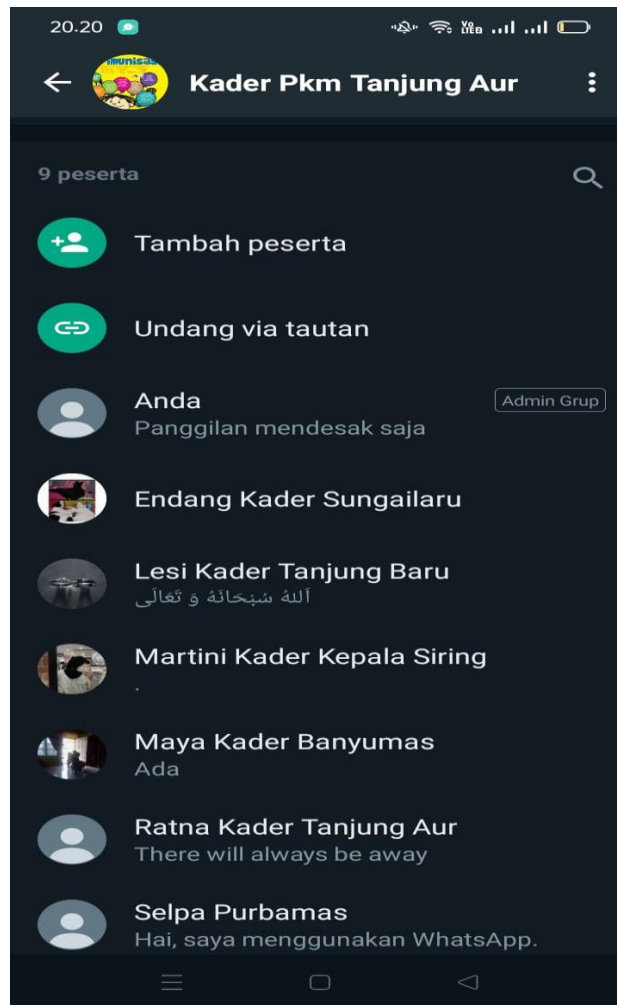 20.20
Kader Pkm Tanjung Aur
9 peserta
Tambah peserta
Undang via tautan
Anda
Admin Grup
Panggilan mendesak saja
Endang Kader Sungailaru
Lesi Kader Tanjung Baru
اَللهُ سُبْحَانَهُ وَ تَعَالَى
Martini Kader Kepala Siring
.
Maya Kader Banyumas
Ada
Ratna Kader Tanjung Aur
There will always be away
Selpa Purbamas
Hai, saya menggunakan WhatsApp.